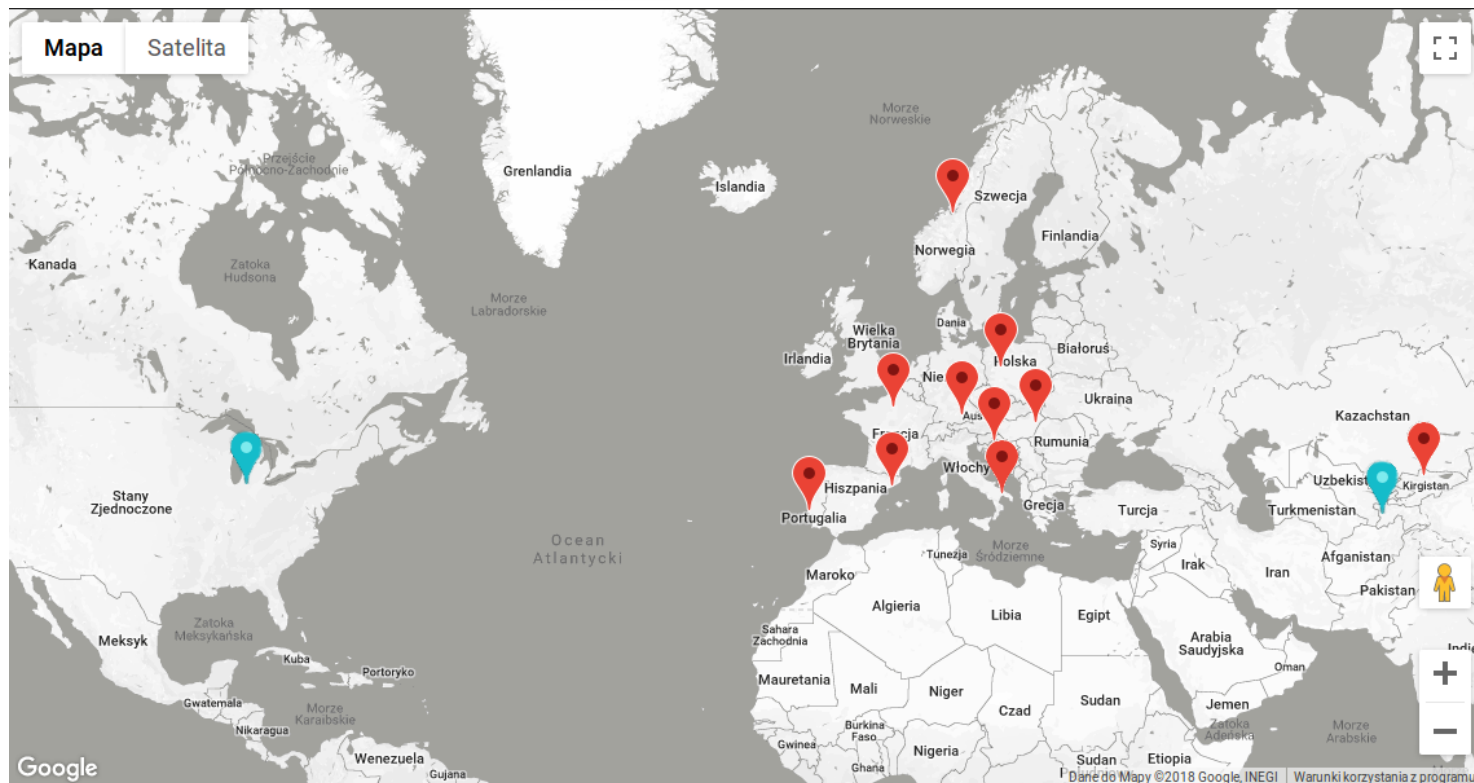 Mapa
Satelita
Morze
Norweskie
Przejście
Północno-Zachodnie
Grenlandia
Islandia
Szwecja
Finlandia
Norwegia
Kanada
Zatoka
Hudsona
Morze
Labradorskie
Dania
Wielka
Brytania
Irlandia
Polska
Białoruś
Nie
Aus
Ukraina
Kazachstan
Francja
Rumunia
Włochy
Hiszpania
Uzbekist
Kirgistan
Stany
Zjednoczone
Portugalia
Grecja
Turcja
Turkmenistan
Ocean
Atlantycki
Tunezja
Morze
Śródziemne
Syria
Irak
Iran
Afganistan
Pakistan
Maroko
Algieria
Libia
Egipt
Sahara
Zachodnia
Arabia
Saudyjska
Indie
Oman
Meksyk
Zatoka
Meksykańska
Kuba
Portoryko
Mauretania
Mali
Niger
Czad
Sudan
Jemen
Gwatemala
Morze
Karaibskie
Nikaragua
Burkina
Faso
Zatoka
Adeńska
Morze
Arabskie
Gwinea
Nigeria
Wenezuela
Gujana
Ghana
Sudan
Etiopia
Google
Dane do Mapy ©2018 Google, INEGI
Warunki korzystania z programu